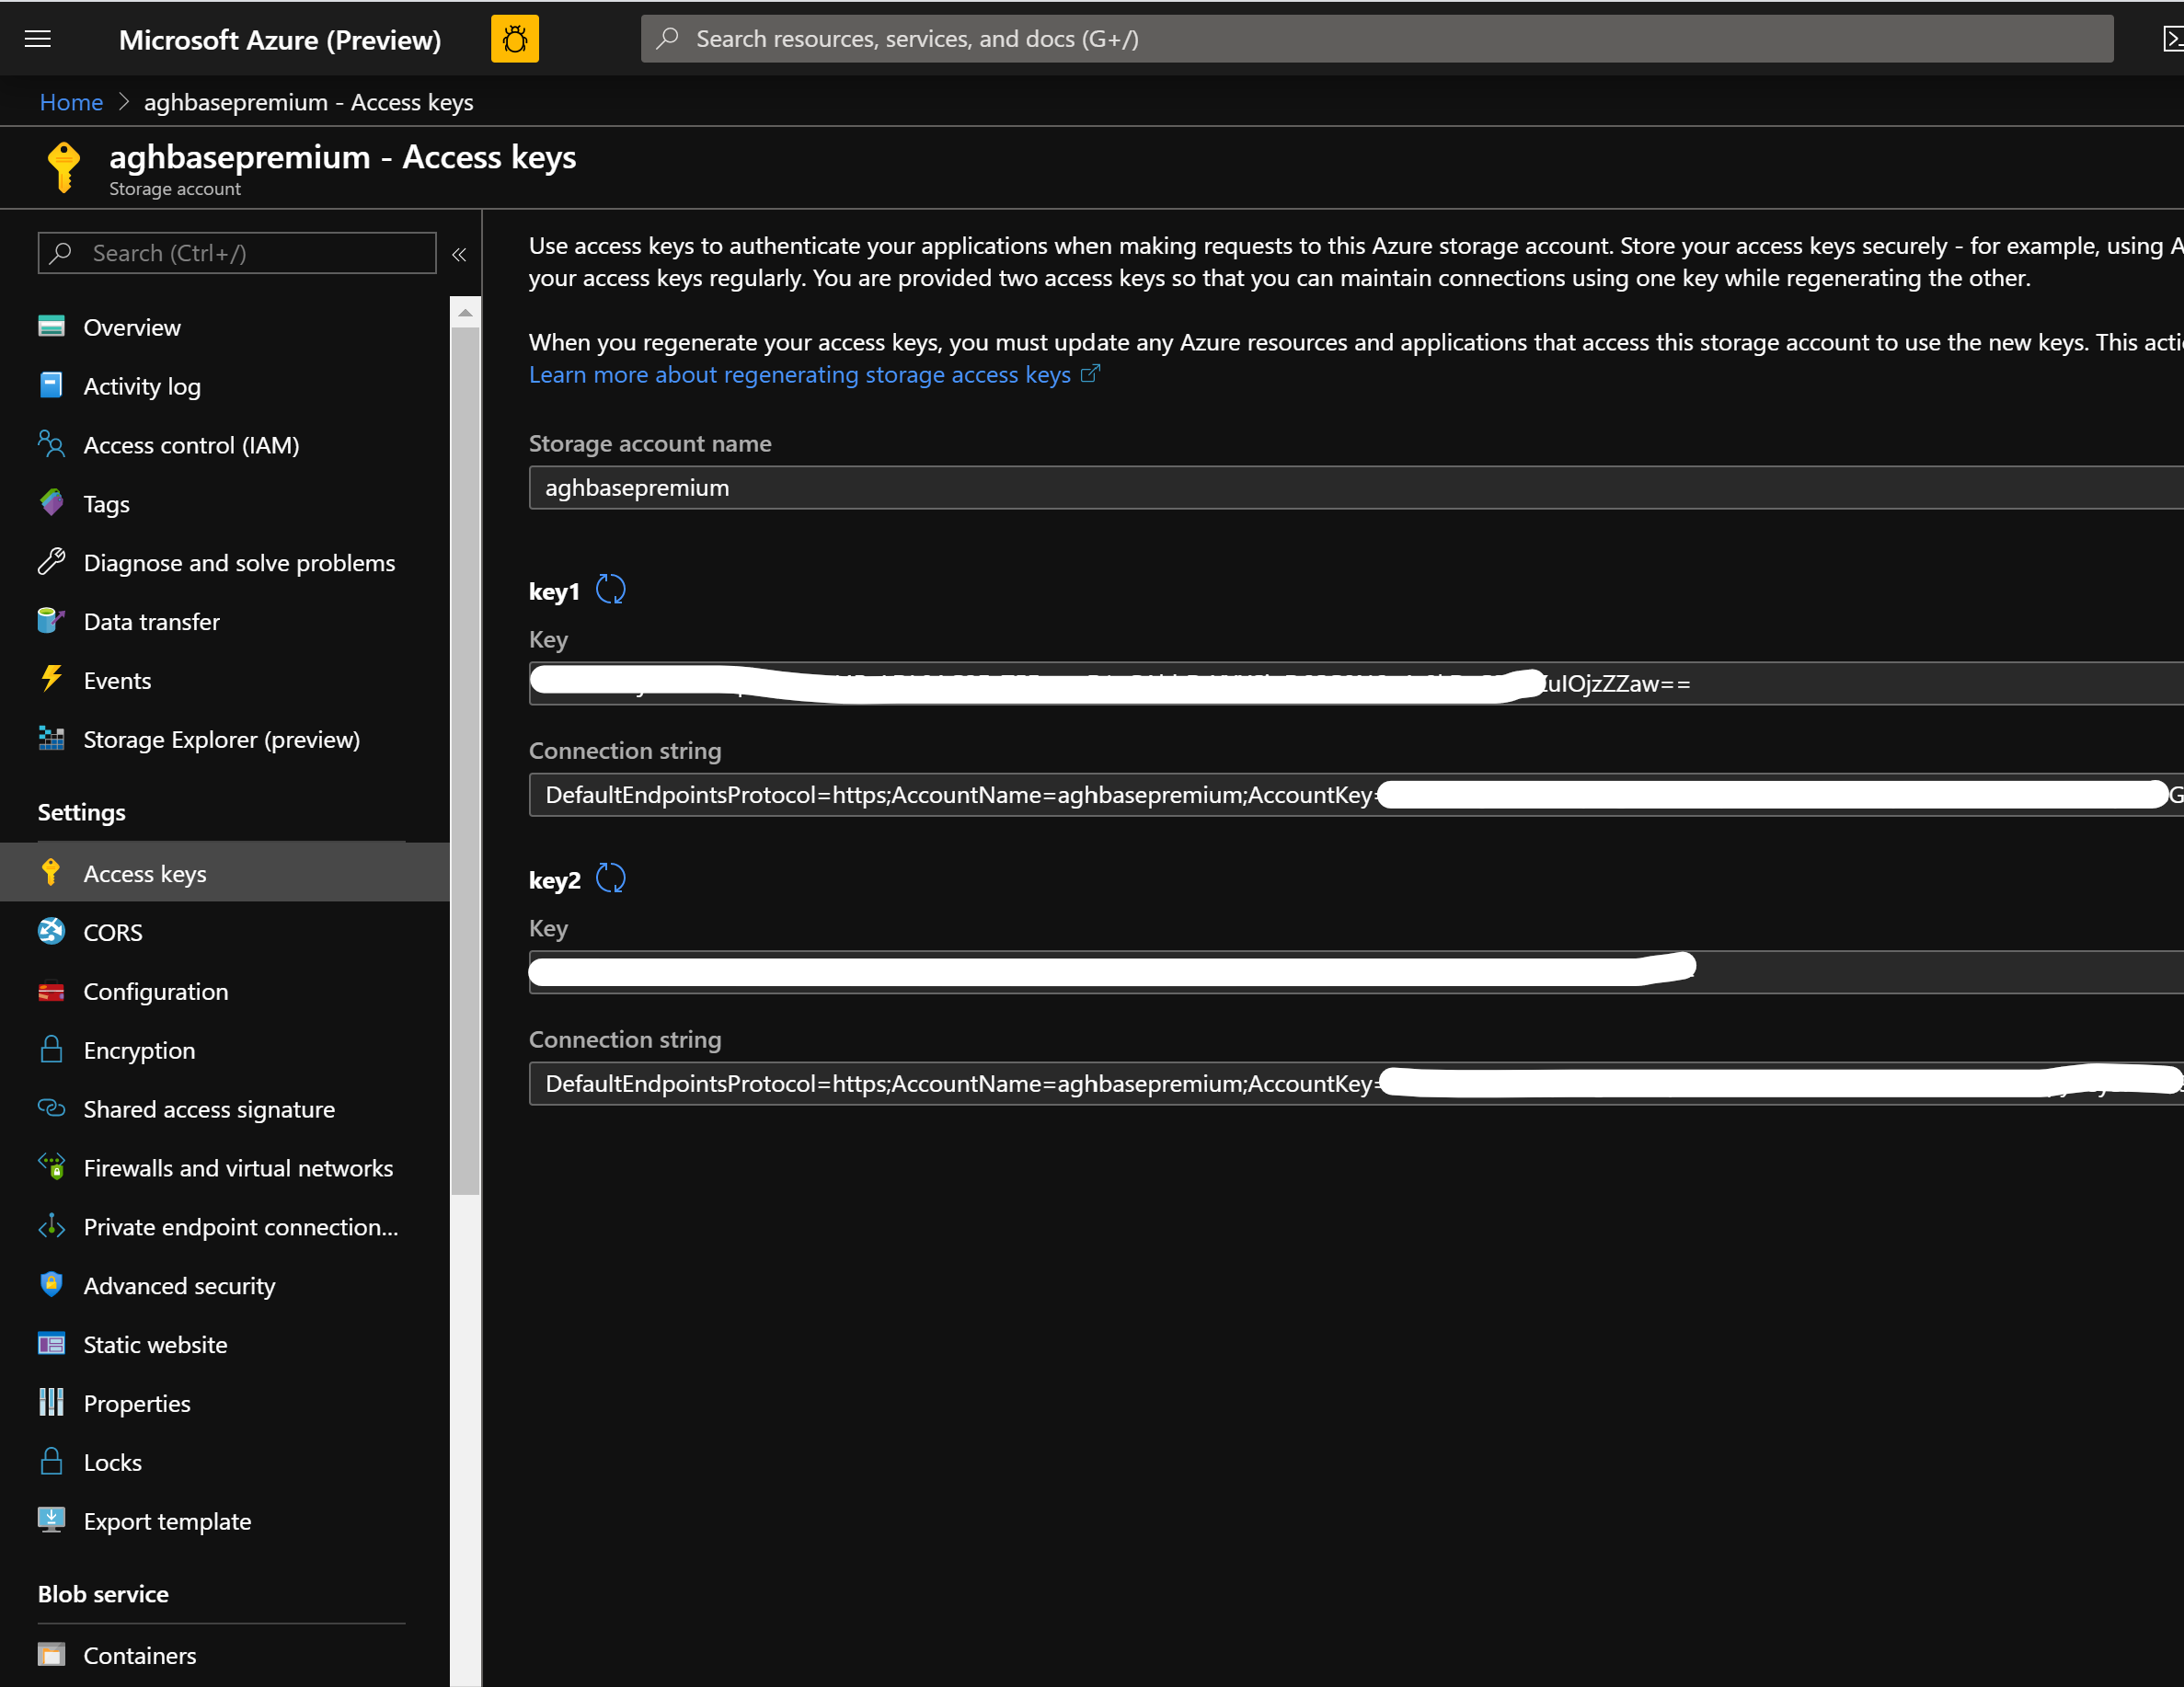 Microsoft Azure (Preview)
Search resources, services, and docs (G+/)
Home > aghbasepremium - Access keys
aghbasepremium - Access keys
Storage account
Search (Ctrl+/)
Overview
Activity log
Access control (IAM)
Tags
Diagnose and solve problems
Data transfer
Events
Storage Explorer (preview)
Settings
Access keys
CORS
Configuration
Encryption
Shared access signature
Firewalls and virtual networks
Private endpoint connection...
Advanced security
Static website
Properties
Locks
Export template
Blob service
Containers
Use access keys to authenticate your applications when making requests to this Azure storage account. Store your access keys securely - for example, using
your access keys regularly. You are provided two access keys so that you can maintain connections using one key while regenerating the other.
When you regenerate your access keys, you must update any Azure resources and applications that access this storage account to use the new keys. This
Learn more about regenerating storage access keys
Storage account name
aghbasepremium
key1
Key
uIOjzZZaw==
Connection string
DefaultEndpointsProtocol=https;AccountName=aghbasepremium;AccountKey=
key2
Key
Connection string
DefaultEndpointsProtocol=https;AccountName=aghbasepremium;AccountKey=